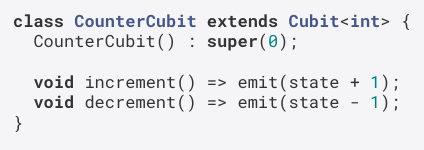 class CounterCubit extends Cubit<int> {
  CounterCubit() : super(0);

  void increment() => emit(state + 1);
  void decrement() => emit(state - 1);
}